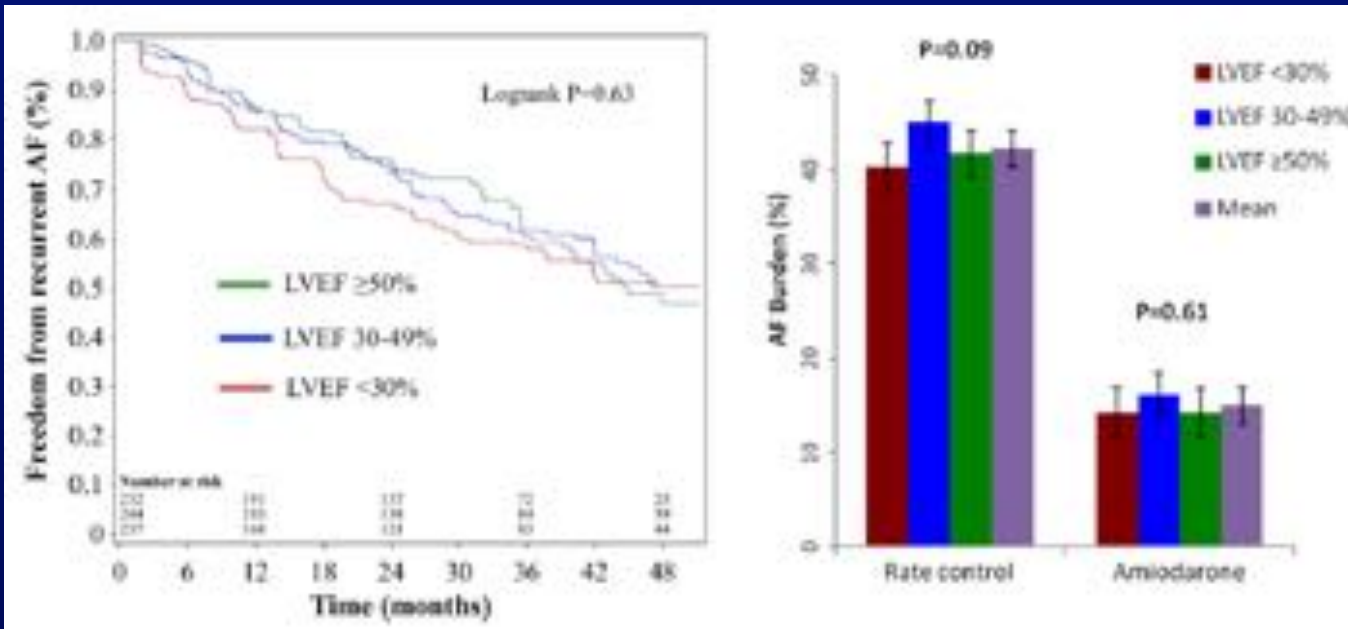 Freedom from recurrent AF (%)
1.0
0.9
0.8
0.7
0.6
0.5
0.4
0.3
0.2
0.1
0
Logrank P=0.63
LVEF ≥50%
LVEF 30-49%
LVEF <30%
Number at risk
0 6 12 18 24 30 36 42 48
Time (months)
P=0.09
LVEF <30%
LVEF 30-49%
LVEF ≥50%
Mean
AF Burden (%)
50
40
30
20
10
0
P=0.61
Rate control Amiodarone